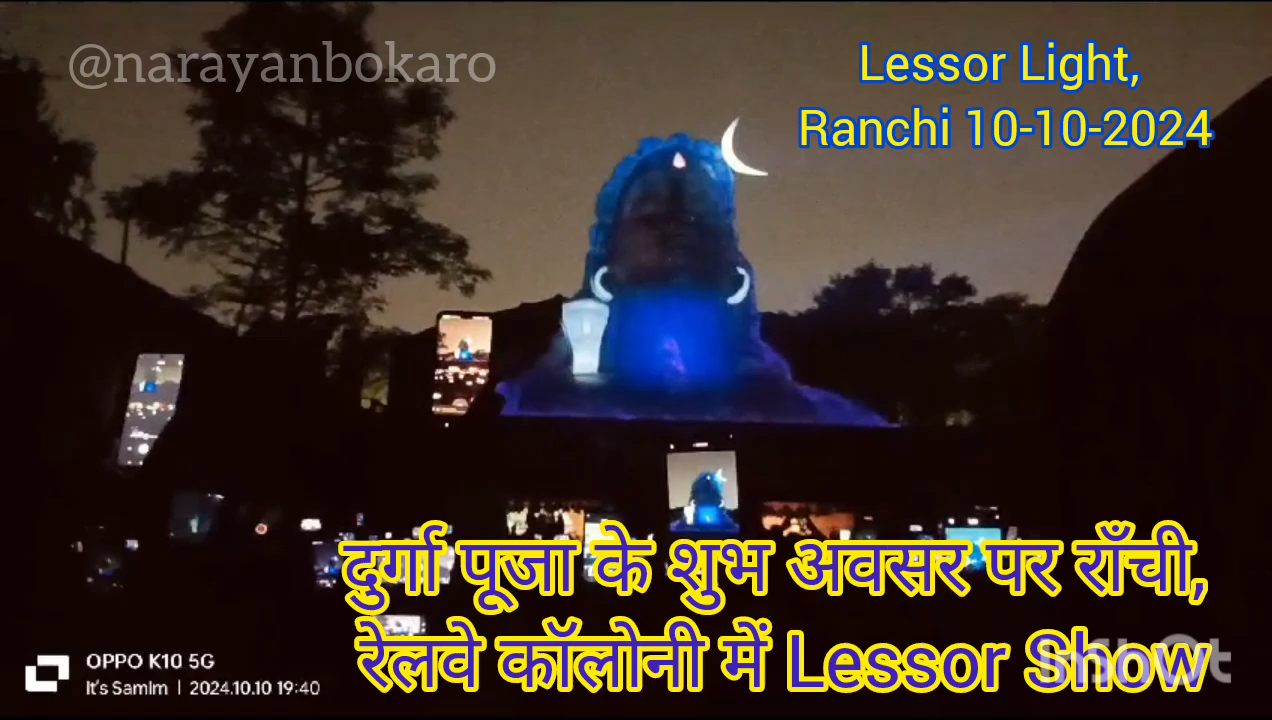 @narayanbokaro
Lessor Light,
Ranchi 10-10-2024
दुर्गा पूजा के शुभ अवसर पर राँची,
रेलवे कॉलोनी में Lessor Show
InShOt
OPPO K10 5G
It's SamIm | 2024.10.10 19:40